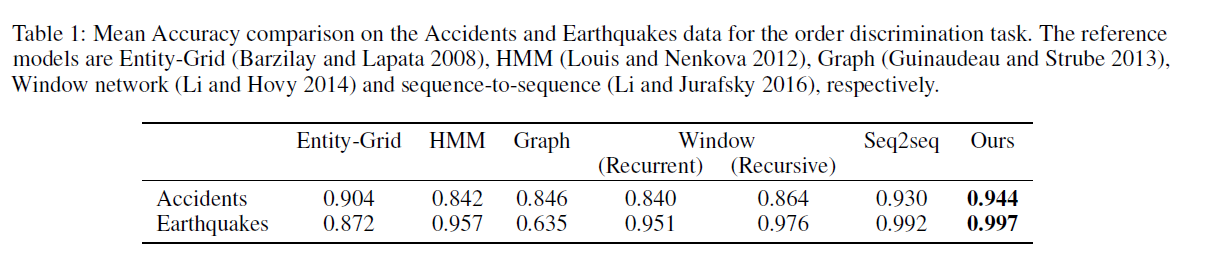 Table 1: Mean Accuracy comparison on the Accidents and Earthquakes data for the order discrimination task. The reference
models are Entity-Grid (Barzilay and Lapata 2008), HMM (Louis and Nenkova 2012), Graph (Guinaudeau and Strube 2013),
Window network (Li and Hovy 2014) and sequence-to-sequence (Li and Jurafsky 2016), respectively.
Entity-Grid HMM Graph Window Seq2seq Ours
(Recurrent) (Recursive)
Accidents 0.904 0.842 0.846 0.840 0.864 0.930 0.944
Earthquakes 0.872 0.957 0.635 0.951 0.976 0.992 0.997